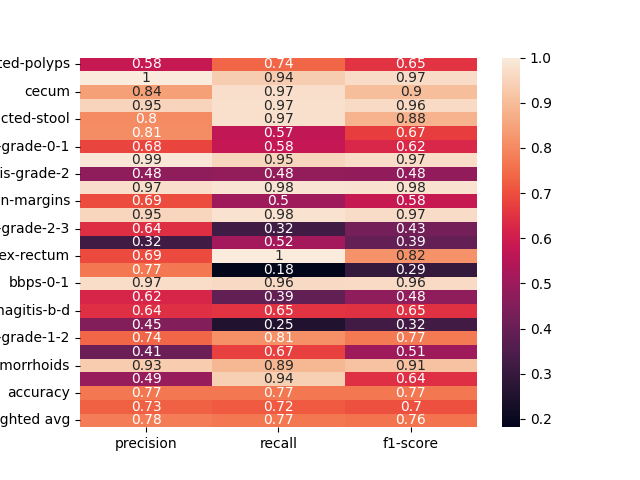 ted-polyps 0.58 0.74 0.65
1 0.94 0.97
cecum 0.84 0.97 0.9
0.95 0.97 0.96
cted-stool 0.8 0.97 0.88
0.81 0.57 0.67
-grade-0-1 0.68 0.58 0.62
0.99 0.95 0.97
is-grade-2 0.48 0.48 0.48
0.97 0.98 0.98
n-margins 0.69 0.5 0.58
0.95 0.98 0.97
-grade-2-3 0.64 0.32 0.43
0.32 0.52 0.39
ex-rectum 0.69 1 0.82
0.77 0.18 0.29
bbps-0-1 0.97 0.96 0.96
0.62 0.39 0.48
nagitis-b-d 0.64 0.65 0.65
0.45 0.25 0.32
-grade-1-2 0.74 0.81 0.77
0.41 0.67 0.51
morrhoids 0.93 0.89 0.91
0.49 0.94 0.64
accuracy 0.77 0.77 0.77
0.73 0.72 0.7
ghted avg 0.78 0.77 0.76
precision recall f1-score
1.0
0.9
0.8
0.7
0.6
0.5
0.4
0.3
0.2